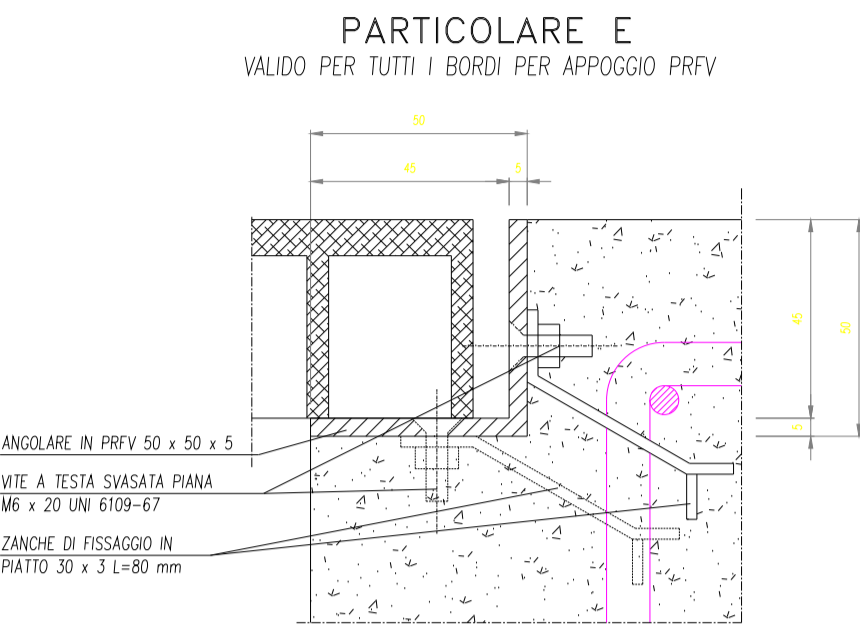 PARTICOLARE E
VALIDO PER TUTTI I BORDI PER APPOGGIO PRFV
50
45
5
45
50
5
ANGOLARE IN PRFV 50 x 50 x 5
VITE A TESTA SVASATA PIANA
M6 x 20 UNI 6109-67
ZANCHE DI FISSAGGIO IN
PIATTO 30 x 3 L=80 mm